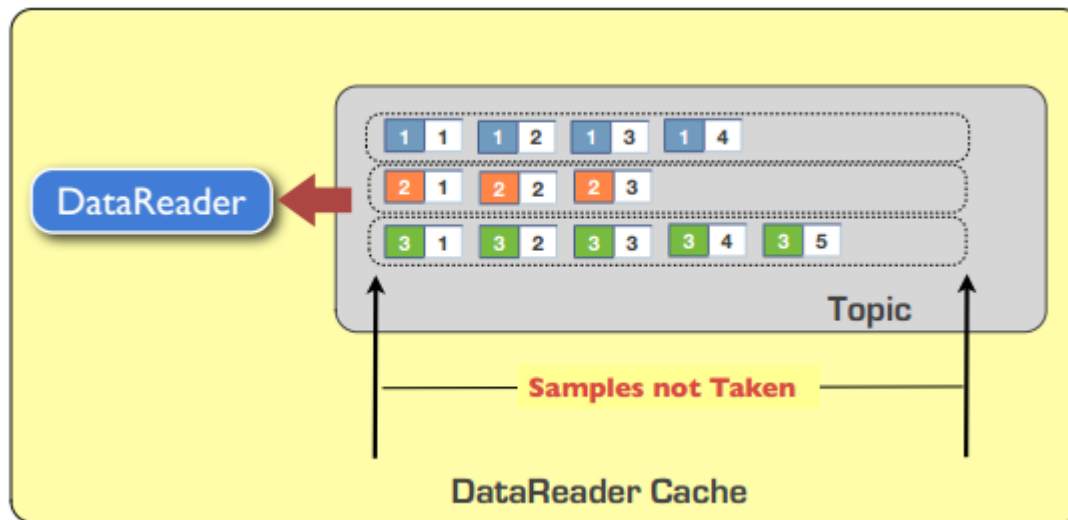 1 1 1 2 1 3 1 4
2 1 2 2 2 3
DataReader
3 1 3 2 3 3 3 4 3 5
Topic
Samples not Taken
DataReader Cache